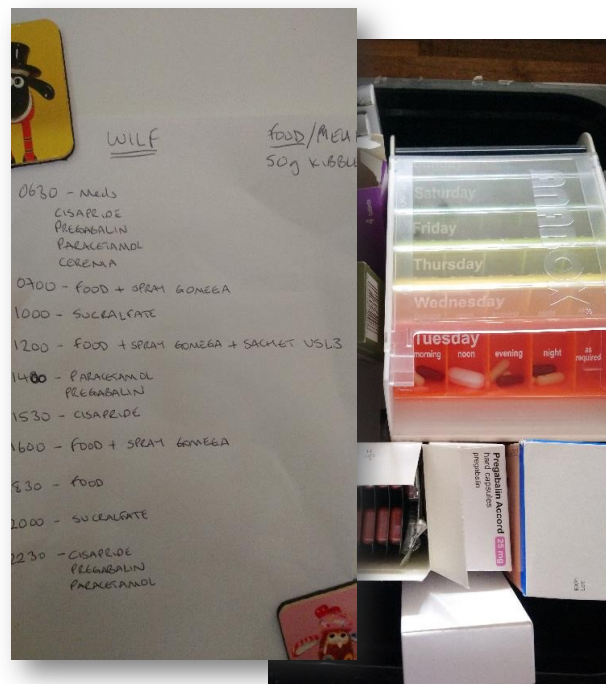 WILF
FOOD/MEDS
50g KIBBLE
0630 - Meds
CISAPRIDE
PREGABALIN
PARACETAMOL
CERENIA
0700 - FOOD + SPRAY GOMEGA
1000 - SUCRALFATE
1200 - FOOD + SPRAY GOMEGA + SACHET VSL3
1400 - PARACETAMOL
PREGABALIN
1530 - CISAPRIDE
1600 - FOOD + SPRAY GOMEGA
830 - FOOD
2000 - SUCRALFATE
2230 - CISAPRIDE
PREGABALIN
PARACETAMOL
Saturday
Friday
Thursday
Wednesday
Tuesday
morning noon evening night as required
ANABOX
Pregabalin Accord 25 mg
hard capsules
pregabalin